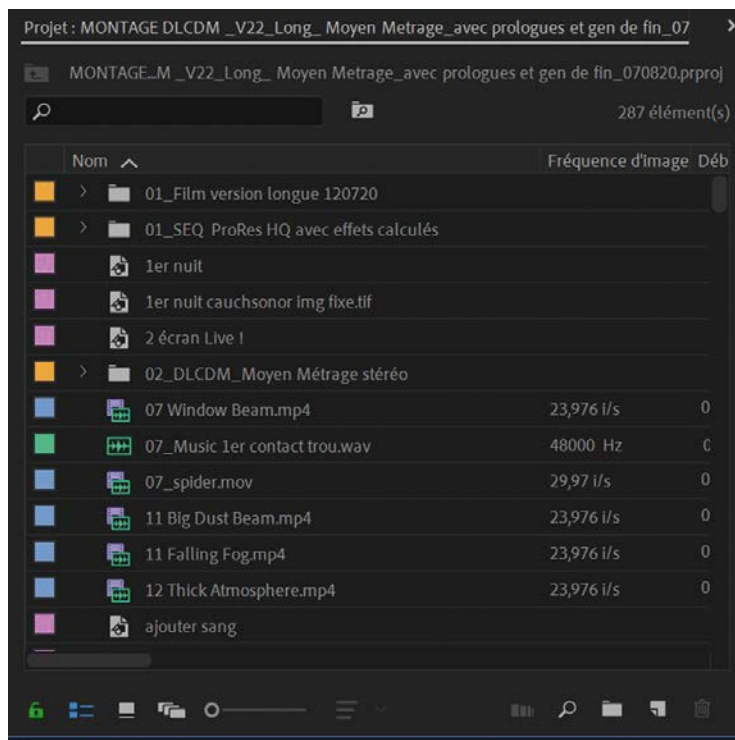 Projet : MONTAGE DLCDM _V22_Long_ Moyen Metrage_avec prologues et gen de fin_07
MONTAGE...M _V22_Long_ Moyen Metrage_avec prologues et gen de fin_070820.prproj
287 élément(s)
Nom Fréquence d'image Déb
01_Film version longue 120720
01_SEQ ProRes HQ avec effets calculés
1er nuit
1er nuit cauchsonor img fixe.tif
2 écran Live !
02_DLCDM_Moyen Métrage stéréo
07 Window Beam.mp4 23,976 i/s 0
07_Music 1er contact trou.wav 48000 Hz 0
07_spider.mov 29,97 i/s 0
11 Big Dust Beam.mp4 23,976 i/s 0
11 Falling Fog.mp4 23,976 i/s 0
12 Thick Atmosphere.mp4 23,976 i/s 0
ajouter sang